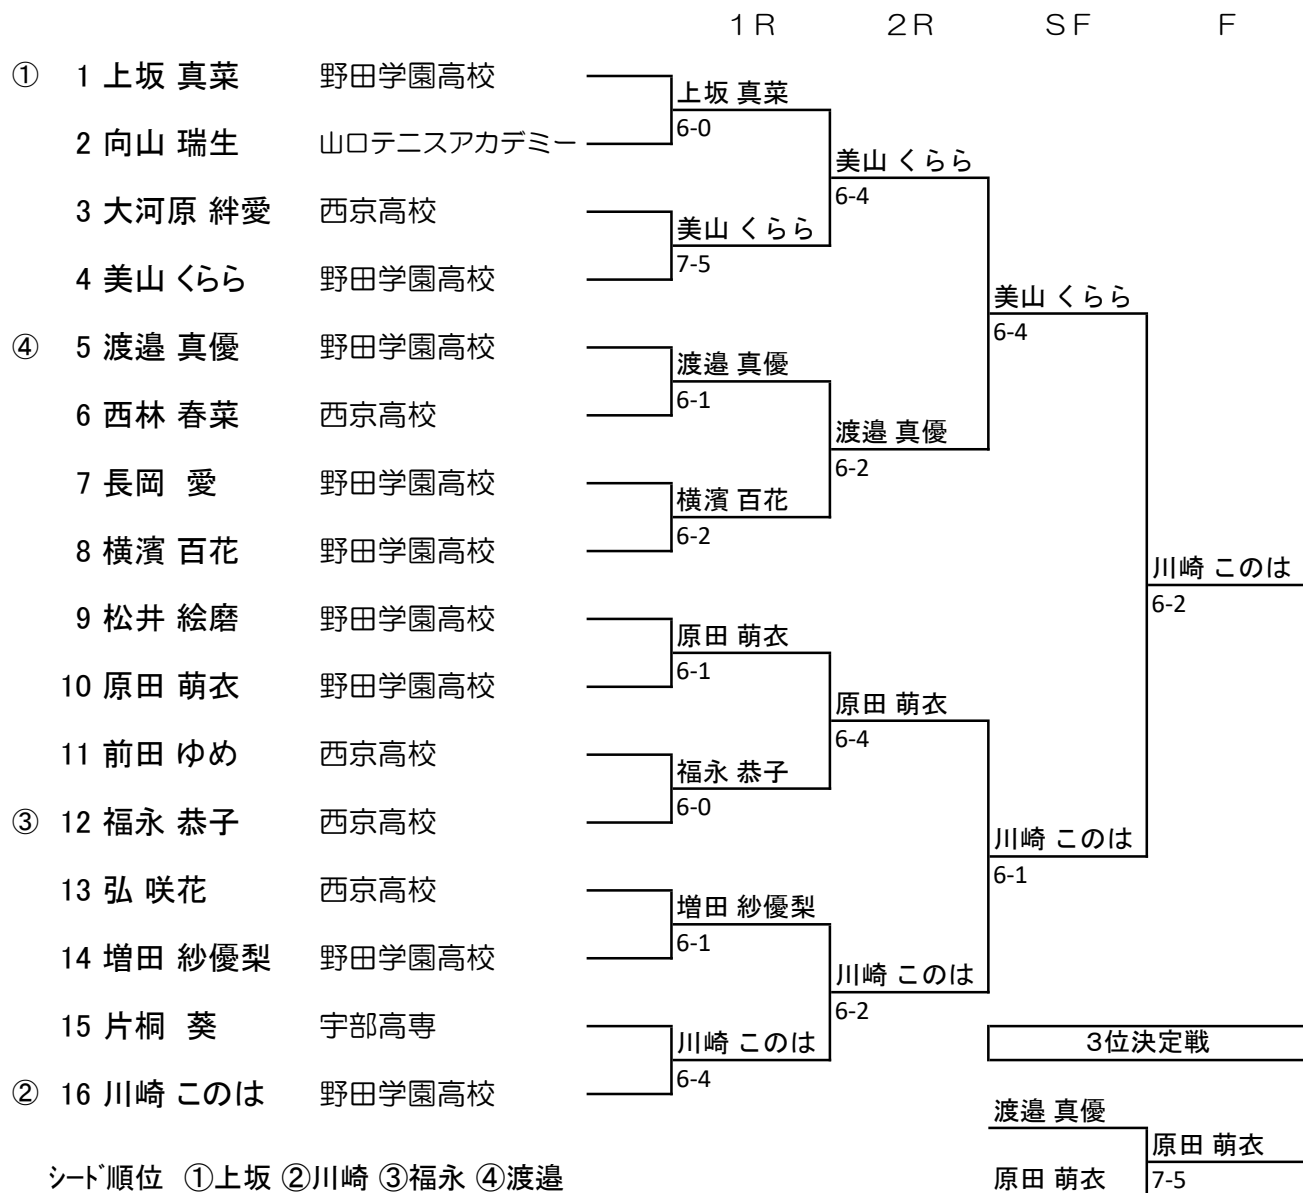 １Ｒ ２Ｒ ＳＦ Ｆ
① 1 上坂 真菜 野田学園高校
上坂 真菜
6-0
2 向山 瑞生 山口テニスアカデミー
美山 くらら
6-4
3 大河原 絆愛 西京高校
美山 くらら
7-5
4 美山 くらら 野田学園高校
美山 くらら
6-4
④ 5 渡邉 真優 野田学園高校
渡邉 真優
6-1
6 西林 春菜 西京高校
渡邉 真優
6-2
7 長岡 愛 野田学園高校
横濱 百花
6-2
8 横濱 百花 野田学園高校
川崎 このは
6-2
9 松井 絵磨 野田学園高校
原田 萌衣
6-1
10 原田 萌衣 野田学園高校
原田 萌衣
6-4
11 前田 ゆめ 西京高校
福永 恭子
6-0
③ 12 福永 恭子 西京高校
川崎 このは
6-1
13 弘 咲花 西京高校
増田 紗優梨
6-1
14 増田 紗優梨 野田学園高校
川崎 このは
6-2
15 片桐 葵 宇部高専
川崎 このは
6-4
3位決定戦
② 16 川崎 このは 野田学園高校
渡邉 真優
原田 萌衣
7-5
原田 萌衣
シード順位 ①上坂 ②川崎 ③福永 ④渡邉